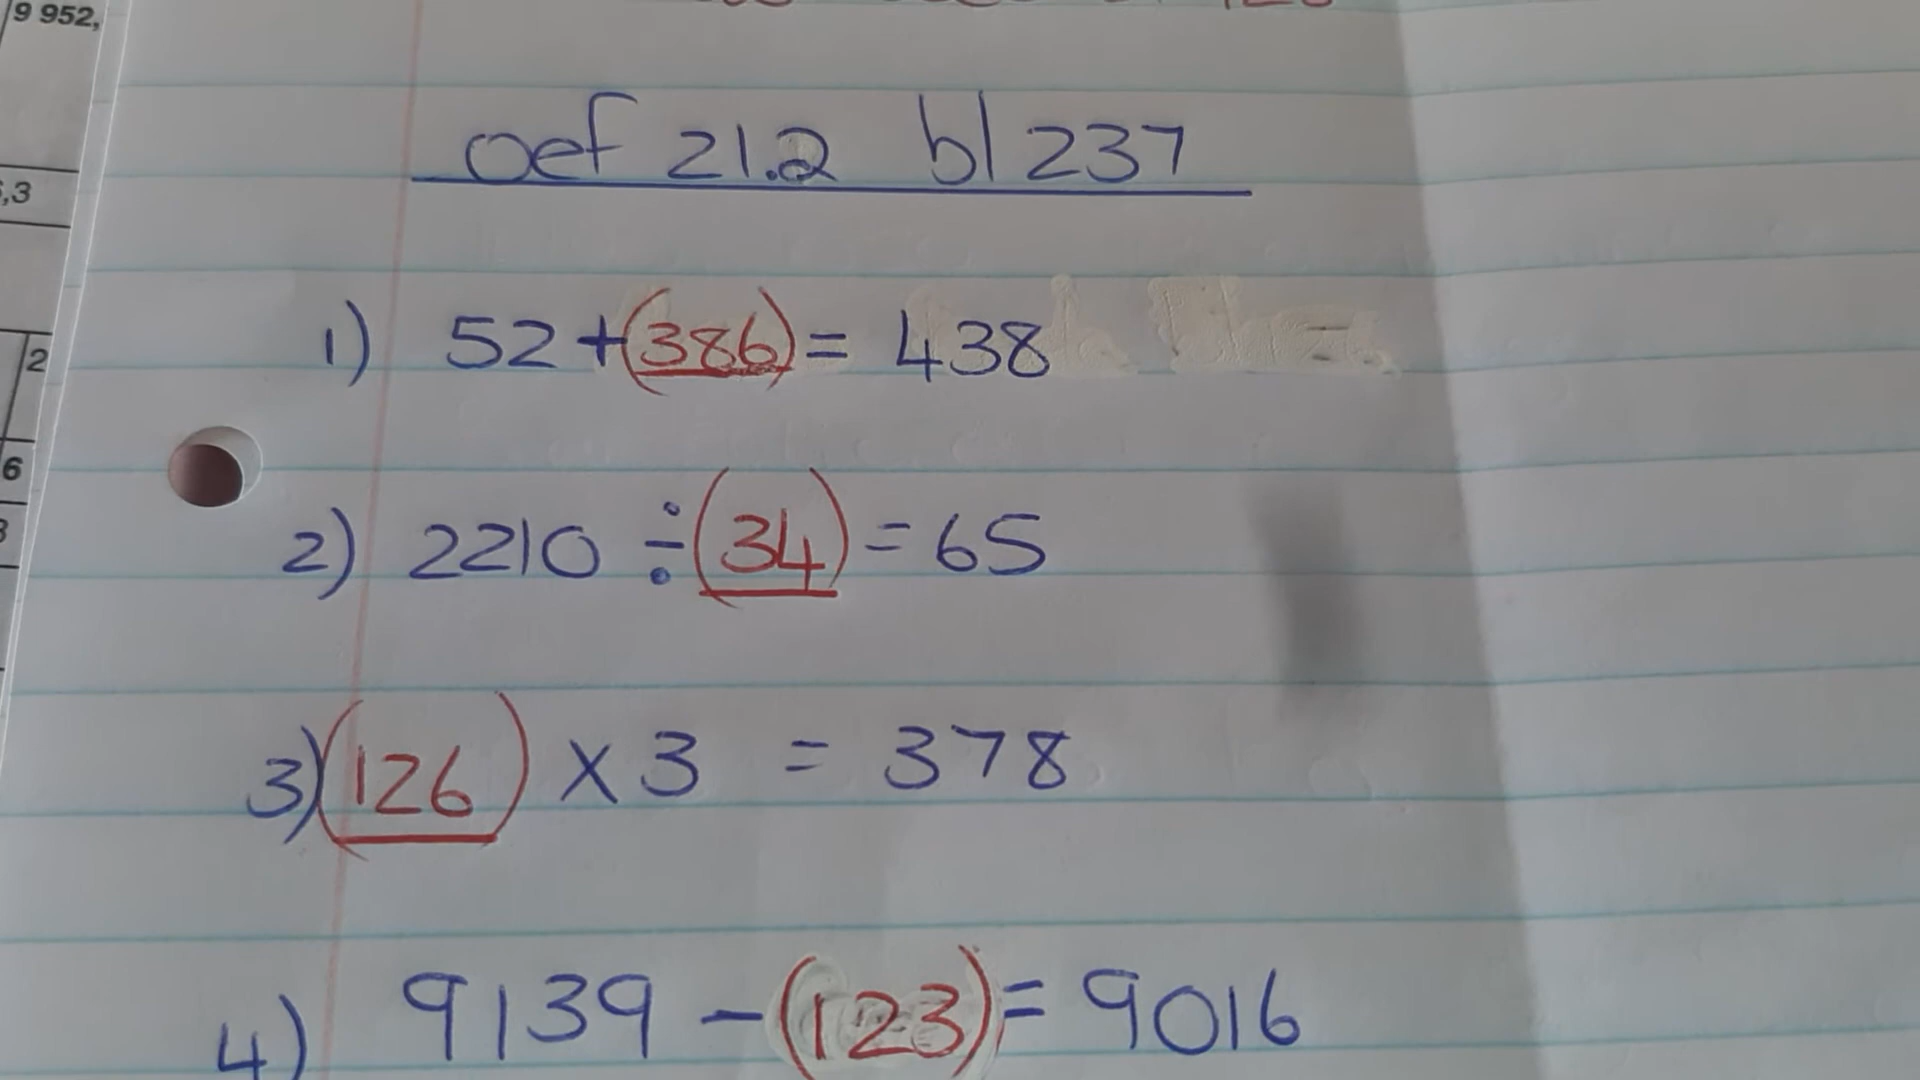 9 952,
,3
2
6
oef 21.2 bl 237
1) 52 + (386) = 438
2) 2210 ÷ (34) = 65
3) (126) × 3 = 378
4) 9139 - (123) = 9016